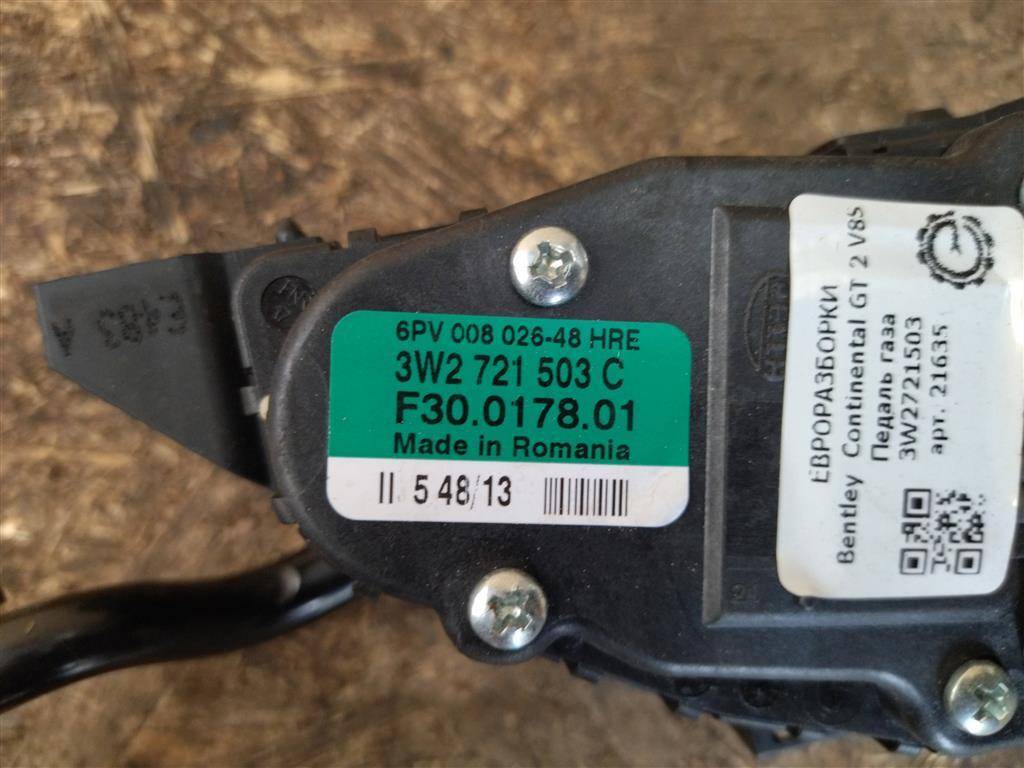 6PV 008 026-48 HRE
3W2 721 503 C
F30.0178.01
Made in Romania
II 5 48/13
ЕВРОРАЗБОРКИ
Bentley Continental GT 2 V8S
Педаль газа
3W2721503
арт. 21635
HELLA